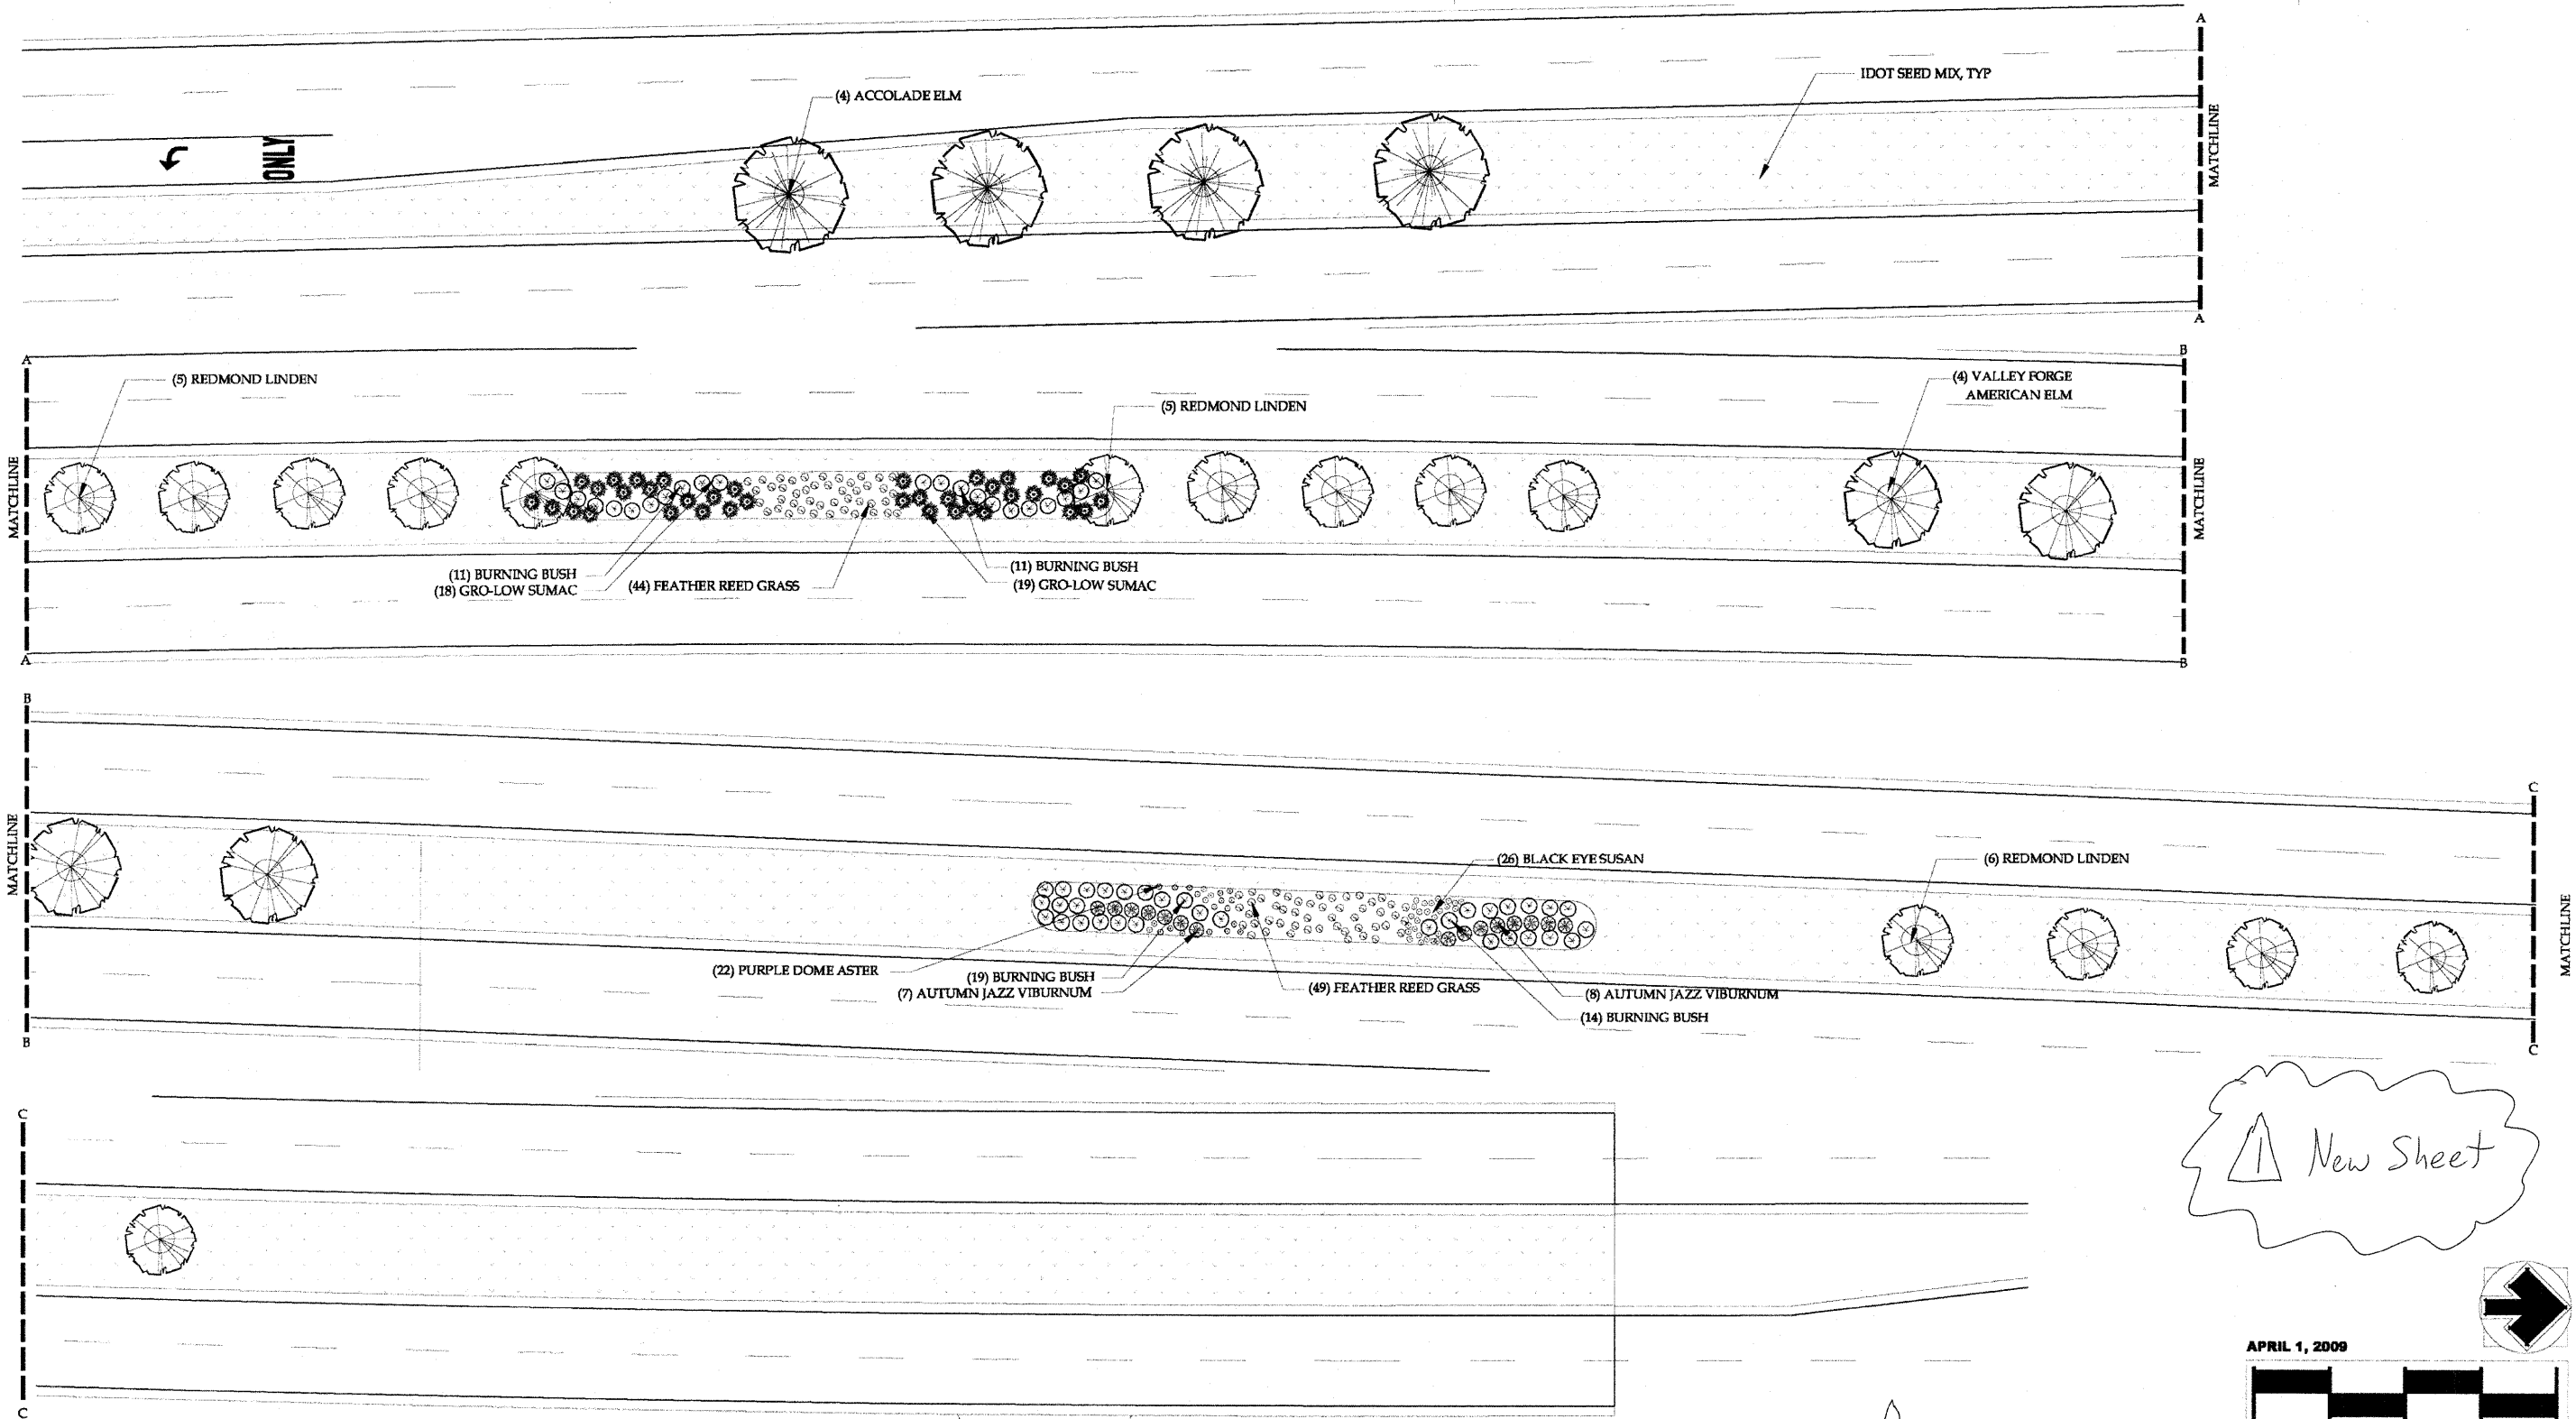 A
(4) ACCOLADE ELM
IDOT SEED MIX, TYP
ONLY
MATCHLINE
A
A
B
(5) REDMOND LINDEN
(5) REDMOND LINDEN
(4) VALLEY FORGE
AMERICAN ELM
MATCHLINE
MATCHLINE
(11) BURNING BUSH
(18) GRO-LOW SUMAC
(44) FEATHER REED GRASS
(11) BURNING BUSH
(19) GRO-LOW SUMAC
A
B
B
C
MATCHLINE
(26) BLACK EYE SUSAN
(6) REDMOND LINDEN
MATCHLINE
(22) PURPLE DOME ASTER
(19) BURNING BUSH
(7) AUTUMN JAZZ VIBURNUM
(49) FEATHER REED GRASS
(8) AUTUMN JAZZ VIBURNUM
(14) BURNING BUSH
B
C
C
1 New Sheet
APRIL 1, 2009
C